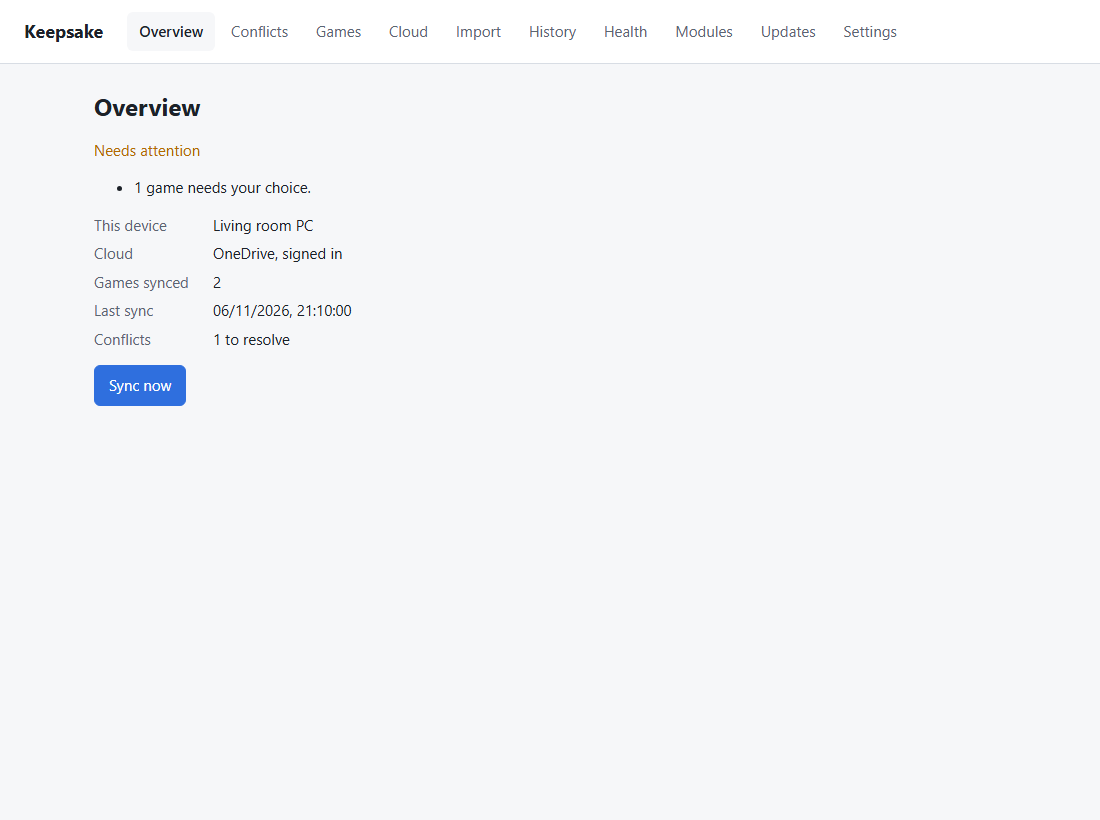 Keepsake Overview Conflicts Games Cloud Import History Health Modules Updates Settings
Overview
Needs attention
• 1 game needs your choice.
This device Living room PC
Cloud OneDrive, signed in
Games synced 2
Last sync 06/11/2026, 21:10:00
Conflicts 1 to resolve
Sync now